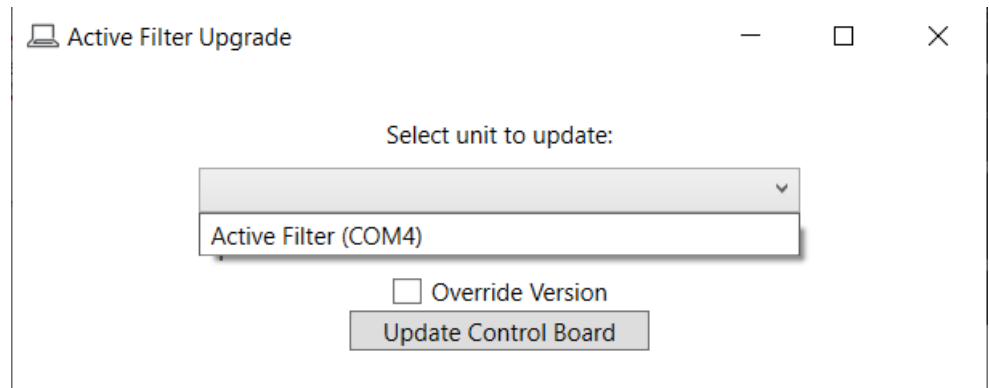 Active Filter Upgrade
Select unit to update:
Active Filter (COM4)
Override Version
Update Control Board